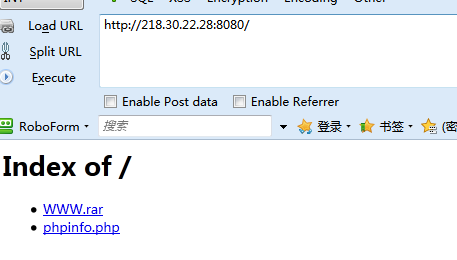 SQL XSS Encryption Encoding Other
Load URL
http://218.30.22.28:8080/
Split URL
Execute
Enable Post data Enable Referrer
RoboForm 搜索 登录 书签 (密
Index of /
WWW.rar
phpinfo.php